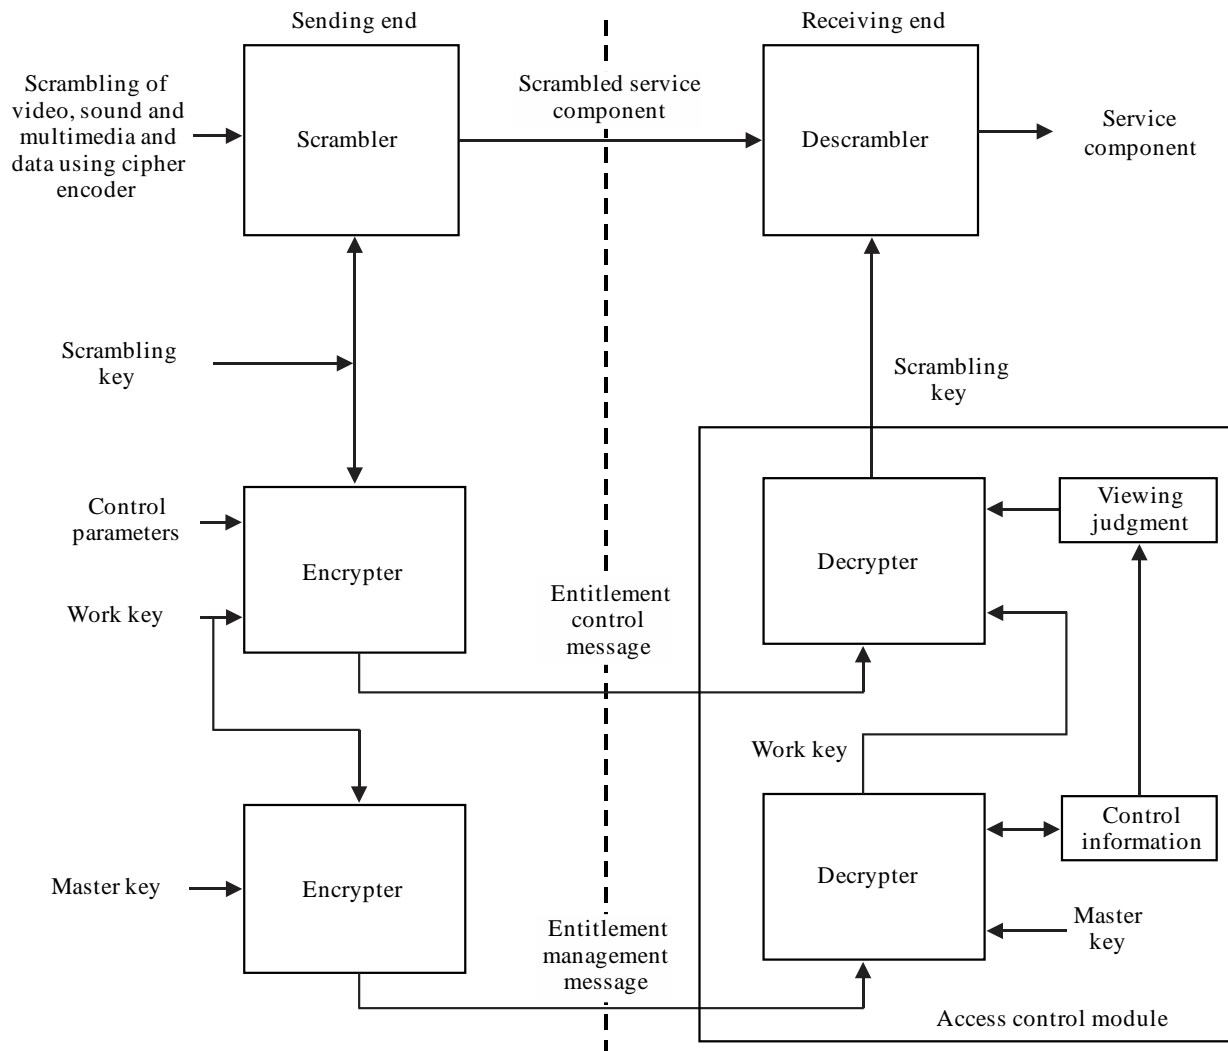 Sending end
Receiving end
Scrambling of
video, sound and
multimedia and
data using cipher
encoder
Scrambler
Scrambled service
component
Descrambler
Service
component
Scrambling
key
Scrambling
key
Control
parameters
Work key
Encrypter
Entitlement
control
message
Decrypter
Viewing
judgment
Work key
Master key
Encrypter
Entitlement
management
message
Decrypter
Control
information
Master
key
Access control module